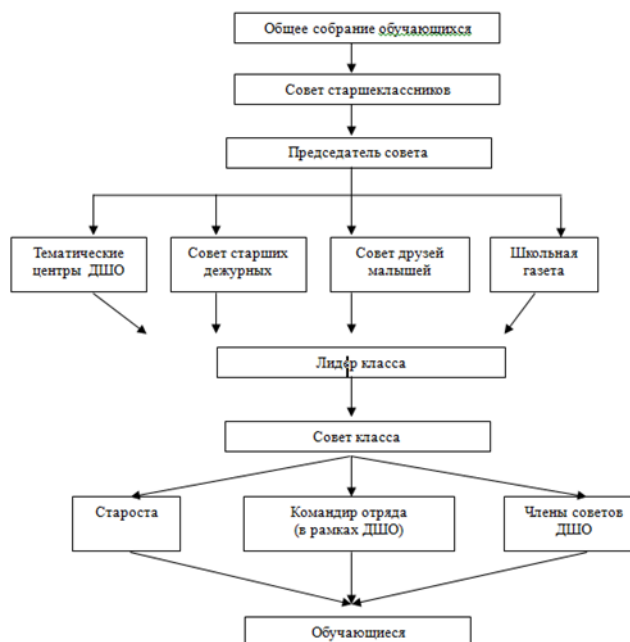 Общее собрание обучающихся
Совет старшеклассников
Председатель совета
Тематические
центры ДШО
Совет старших
дежурных
Совет друзей
малышей
Школьная
газета
Лидер класса
Совет класса
Староста
Командир отряда
(в рамках ДШО)
Члены советов
ДШО
Обучающиеся